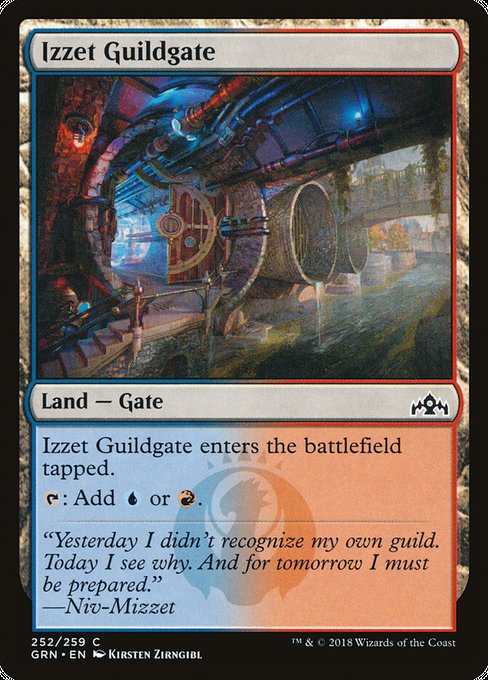 Izzet Guildgate
Land — Gate
Izzet Guildgate enters the battlefield
tapped.
: Add or .
“Yesterday I didn’t recognize my own guild.
Today I see why. And for tomorrow I must
be prepared.”
—Niv-Mizzet
252/259 C
GRN • EN Kirsten Zirngibl
™ & © 2018 Wizards of the Coast